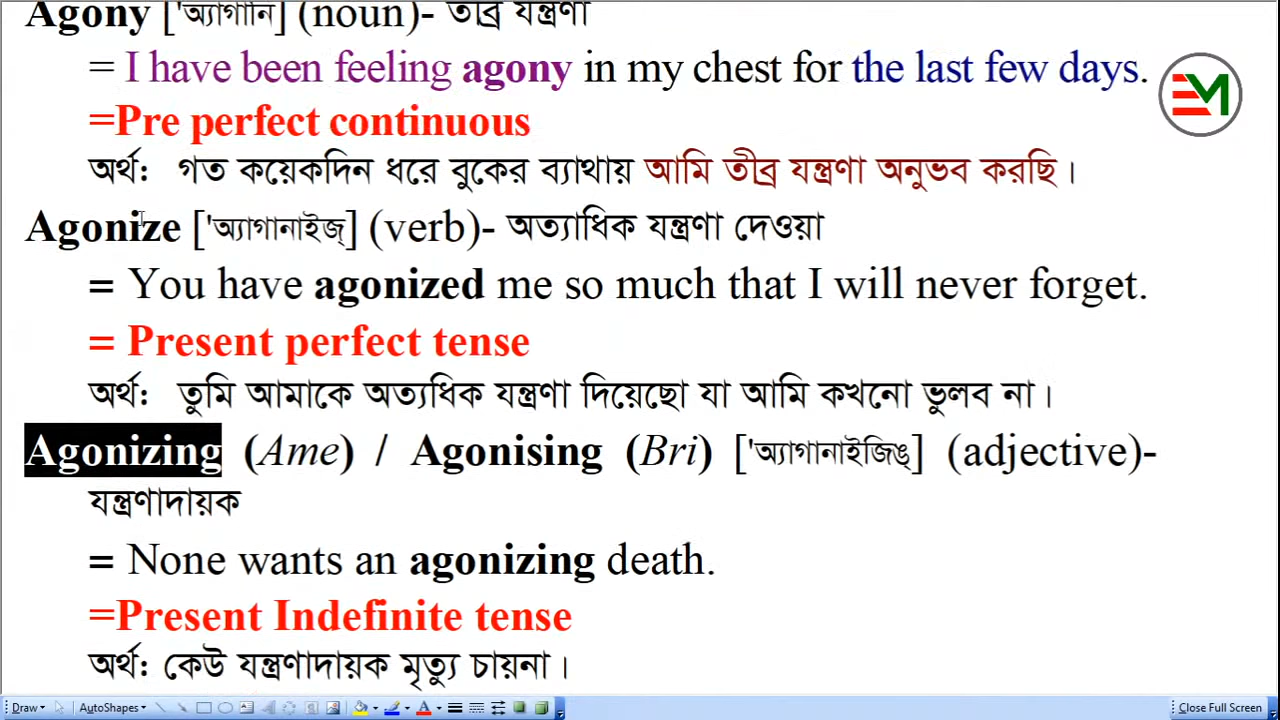 Agony ['অ্যাগানি] (noun)- তীব্র যন্ত্রণা
= I have been feeling agony in my chest for the last few days.
=Pre perfect continuous
অর্থ: গত কয়েকদিন ধরে বুকের ব্যাথায় আমি তীব্র যন্ত্রণা অনুভব করছি।
Agonize ['অ্যাগানাইজ্] (verb)- অত্যাধিক যন্ত্রণা দেওয়া
= You have agonized me so much that I will never forget.
= Present perfect tense
অর্থ: তুমি আমাকে অত্যধিক যন্ত্রণা দিয়েছো যা আমি কখনো ভুলব না।
Agonizing (Ame) / Agonising (Bri) ['অ্যাগানাইজিঙ্] (adjective)-
যন্ত্রণাদায়ক
= None wants an agonizing death.
=Present Indefinite tense
অর্থ: কেউ যন্ত্রণাদায়ক মৃত্যু চায়না।
Draw AutoShapes Close Full Screen